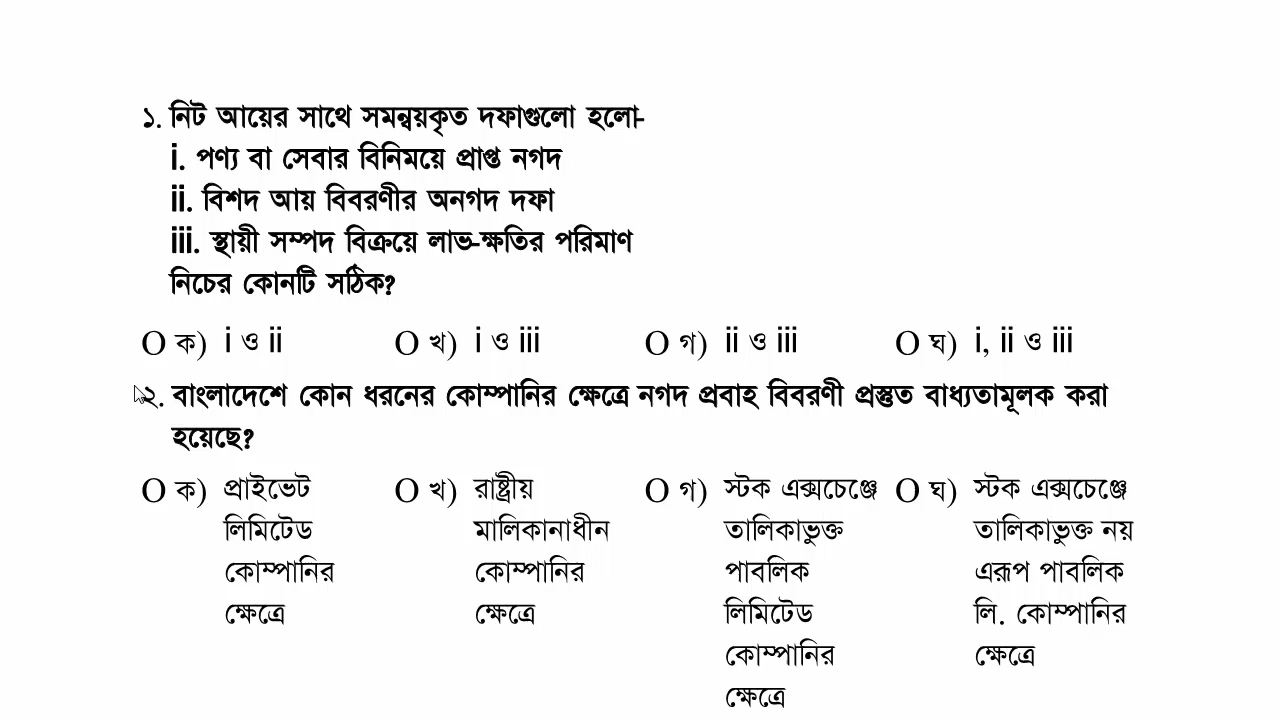 ১. নিট আয়ের সাথে সমন্বয়কৃত দফাগুলো হলো-
i. পণ্য বা সেবার বিনিময়ে প্রাপ্ত নগদ
ii. বিশদ আয় বিবরণীর অনগদ দফা
iii. স্থায়ী সম্পদ বিক্রয়ে লাভ-ক্ষতির পরিমাণ
নিচের কোনটি সঠিক?
O ক) i ও ii O খ) i ও iii O গ) ii ও iii O ঘ) i, ii ও iii
২. বাংলাদেশে কোন ধরনের কোম্পানির ক্ষেত্রে নগদ প্রবাহ বিবরণী প্রস্তুত বাধ্যতামূলক করা
হয়েছে?
O ক) প্রাইভেট
লিমিটেড
কোম্পানির
ক্ষেত্রে
O খ) রাষ্ট্রীয়
মালিকানাধীন
কোম্পানির
ক্ষেত্রে
O গ) স্টক এক্সচেঞ্জে
তালিকাভুক্ত
পাবলিক
লিমিটেড
কোম্পানির
ক্ষেত্রে
O ঘ) স্টক এক্সচেঞ্জে
তালিকাভুক্ত নয়
এরূপ পাবলিক
লি. কোম্পানির
ক্ষেত্রে